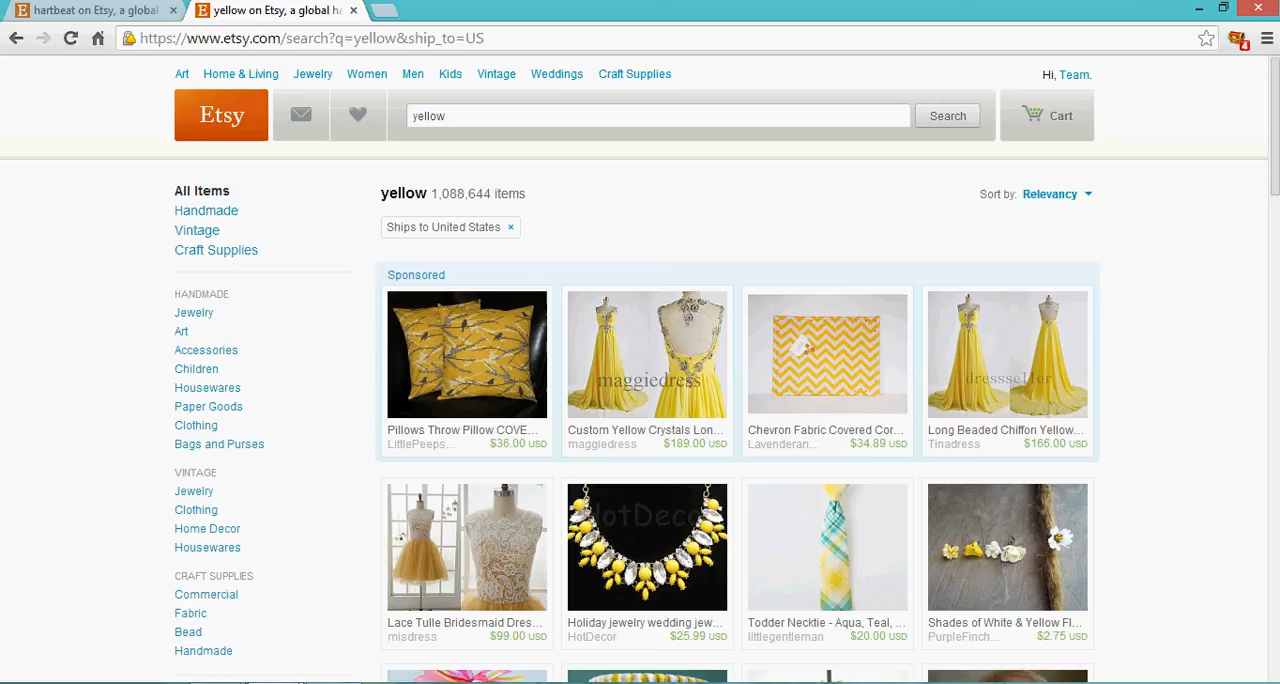 hartbeat on Etsy, a global
yellow on Etsy, a global ha
https://www.etsy.com/search?q=yellow&ship_to=US
4
Art Home & Living Jewelry Women Men Kids Vintage Weddings Craft Supplies
Hi, Team.
Etsy
yellow
Search
Cart
All Items
Handmade
Vintage
Craft Supplies
HANDMADE
Jewelry
Art
Accessories
Children
Housewares
Paper Goods
Clothing
Bags and Purses
VINTAGE
Jewelry
Clothing
Home Decor
Housewares
CRAFT SUPPLIES
Commercial
Fabric
Bead
Handmade
yellow 1,088,644 items
Sort by: Relevancy
Ships to United States ×
Sponsored
maggiedress
dressseller
Pillows Throw Pillow COVE...
LittlePeeps... $36.00 USD
Custom Yellow Crystals Lon...
maggiedress $189.00 USD
Chevron Fabric Covered Cor...
Lavenderan... $34.89 USD
Long Beaded Chiffon Yellow...
Tinadress $166.00 USD
HotDecor
Lace Tulle Bridesmaid Dres...
misdress $99.00 USD
Holiday jewelry wedding jew...
HotDecor $25.99 USD
Todder Necktie - Aqua, Teal, ...
littlegentleman $20.00 USD
Shades of White & Yellow Fl...
PurpleFinch... $2.75 USD